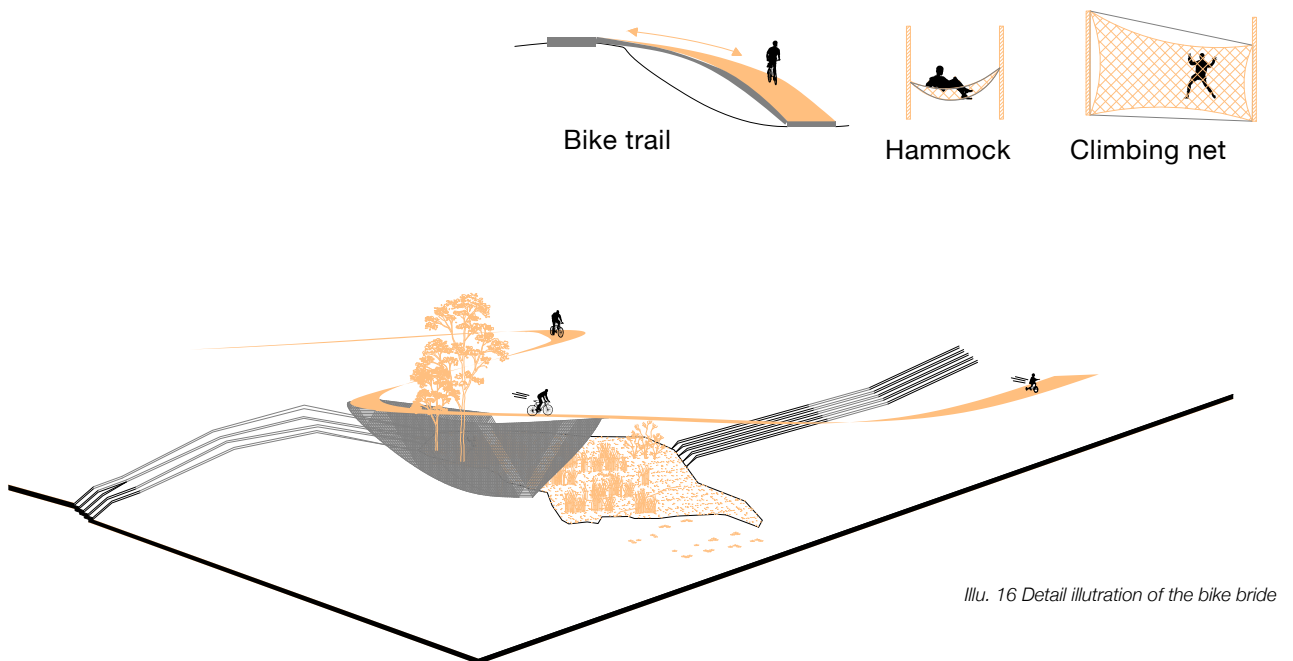 Bike trail
Hammock
Climbing net
Illu. 16 Detail illutration of the bike bride